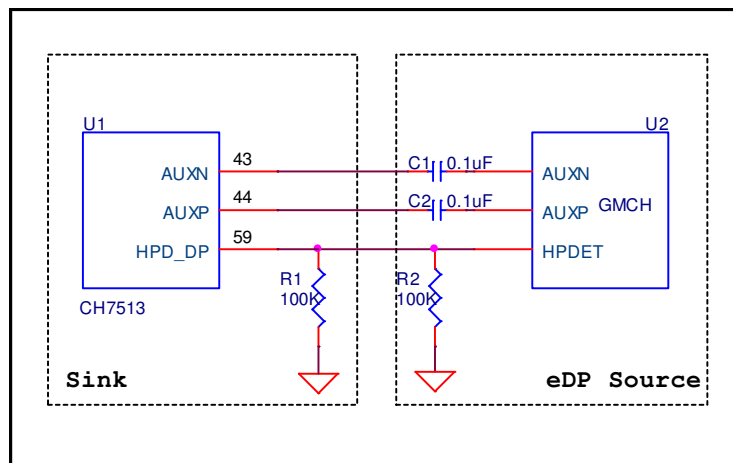 U1
U2
43
C1
0.1uF
AUXN
AUXN
44
C2
0.1uF
GMCH
AUXP
AUXP
59
HPD_DP
HPDET
R1
100K
R2
100K
CH7513
Sink
eDP Source